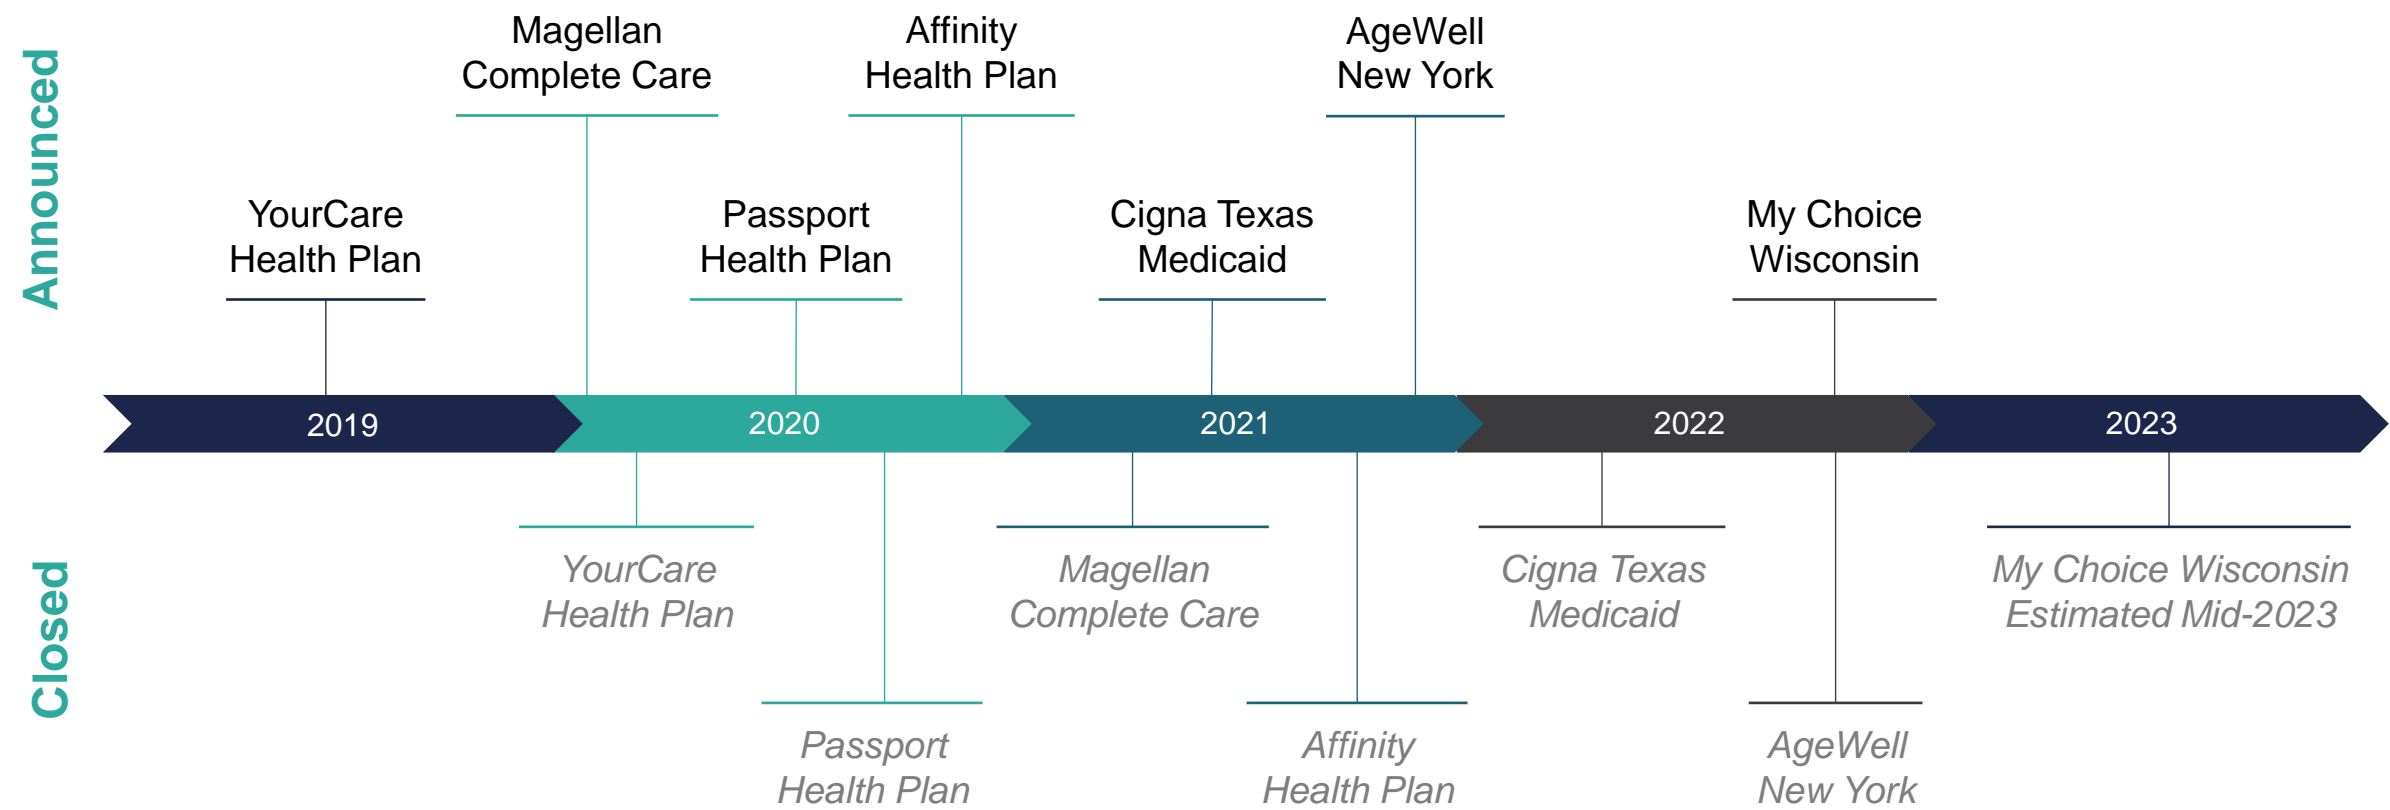 Announced
Magellan
Complete Care
Affinity
Health Plan
AgeWell
New York
YourCare
Health Plan
Passport
Health Plan
Cigna Texas
Medicaid
My Choice
Wisconsin
2019
2020
2021
2022
2023
Closed
YourCare
Health Plan
Magellan
Complete Care
Cigna Texas
Medicaid
My Choice Wisconsin
Estimated Mid-2023
Passport
Health Plan
Affinity
Health Plan
AgeWell
New York